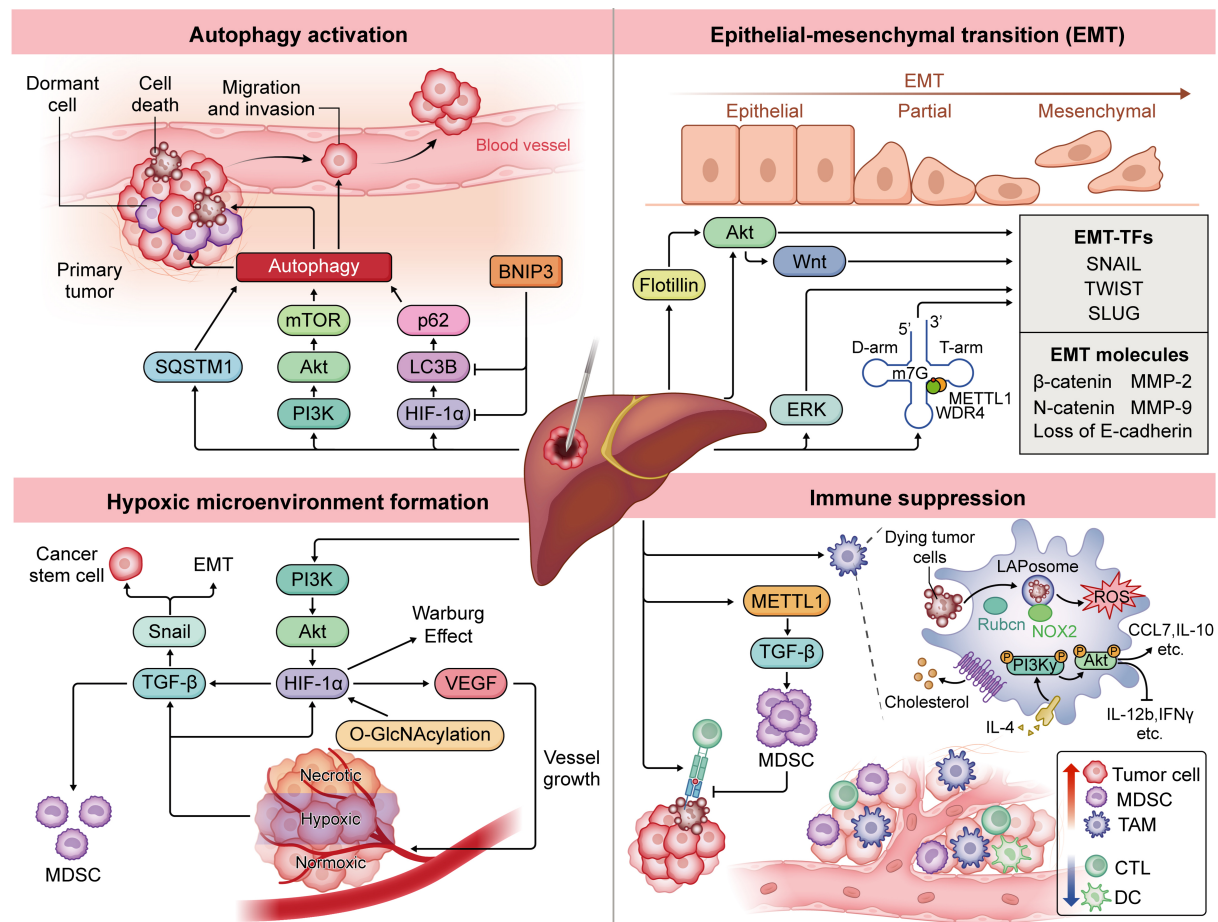 Autophagy activation
Dormant
cell
Cell
death
Migration
and invasion
Blood vessel
Primary
tumor
Autophagy
BNIP3
mTOR
p62
SQSTM1
Akt
LC3B
PI3K
HIF-1α
Epithelial-mesenchymal transition (EMT)
EMT
Epithelial
Partial
Mesenchymal
Akt
Wnt
Flotillin
5’
3’
D-arm
T-arm
m7G
METTL1
WDR4
ERK
EMT-TFs
SNAIL
TWIST
SLUG
EMT molecules
β-catenin MMP-2
N-catenin MMP-9
Loss of E-cadherin
Hypoxic microenvironment formation
Cancer
stem cell
EMT
PI3K
Snail
Akt
Warburg
Effect
TGF-β
HIF-1α
VEGF
O-GlcNAcylation
Vessel
growth
Necrotic
Hypoxic
Normoxic
MDSC
Immune suppression
METTL1
TGF-β
MDSC
Dying tumor
cells
LAPosome
ROS
Rubcn
NOX2
P
P
PI3Kγ
P
P
Akt
CCL7,IL-10
etc.
Cholesterol
IL-4
IL-12b,IFNγ
etc.
Tumor cell
MDSC
TAM
CTL
DC